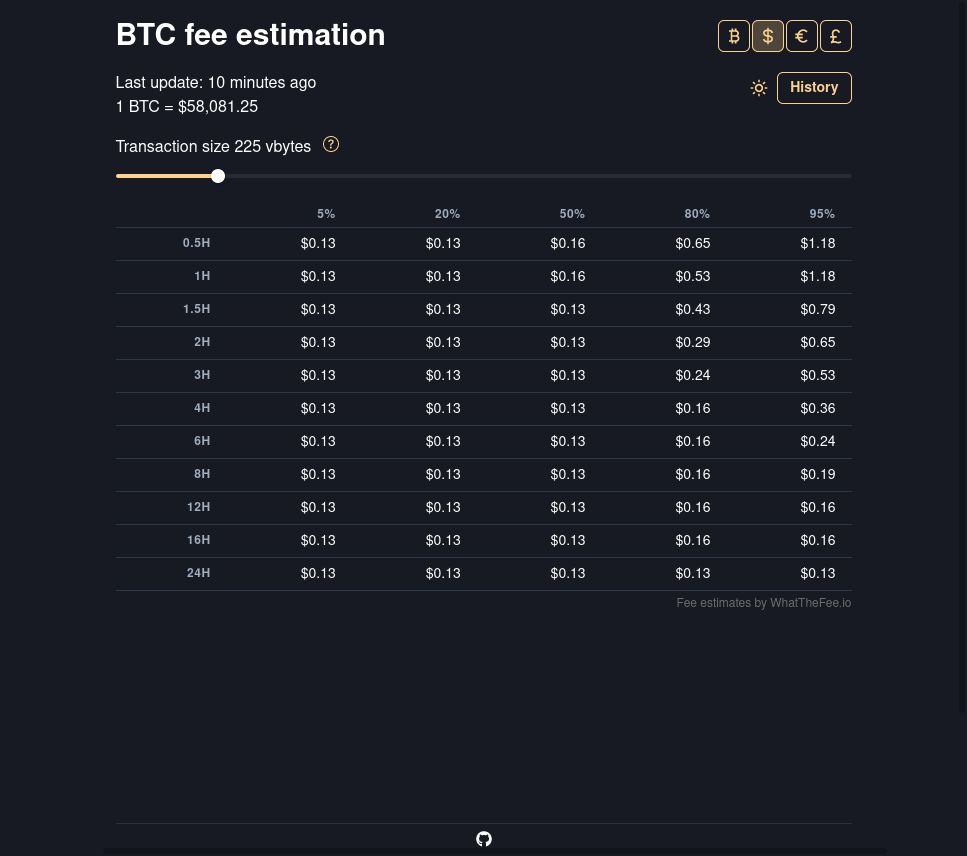 BTC fee estimation
₿ $ € £
Last update: 10 minutes ago
1 BTC = $58,081.25
History
Transaction size 225 vbytes ?
5% 20% 50% 80% 95%
0.5H $0.13 $0.13 $0.16 $0.65 $1.18
1H $0.13 $0.13 $0.16 $0.53 $1.18
1.5H $0.13 $0.13 $0.13 $0.43 $0.79
2H $0.13 $0.13 $0.13 $0.29 $0.65
3H $0.13 $0.13 $0.13 $0.24 $0.53
4H $0.13 $0.13 $0.13 $0.16 $0.36
6H $0.13 $0.13 $0.13 $0.16 $0.24
8H $0.13 $0.13 $0.13 $0.16 $0.19
12H $0.13 $0.13 $0.13 $0.16 $0.16
16H $0.13 $0.13 $0.13 $0.16 $0.16
24H $0.13 $0.13 $0.13 $0.13 $0.13
Fee estimates by WhatTheFee.io